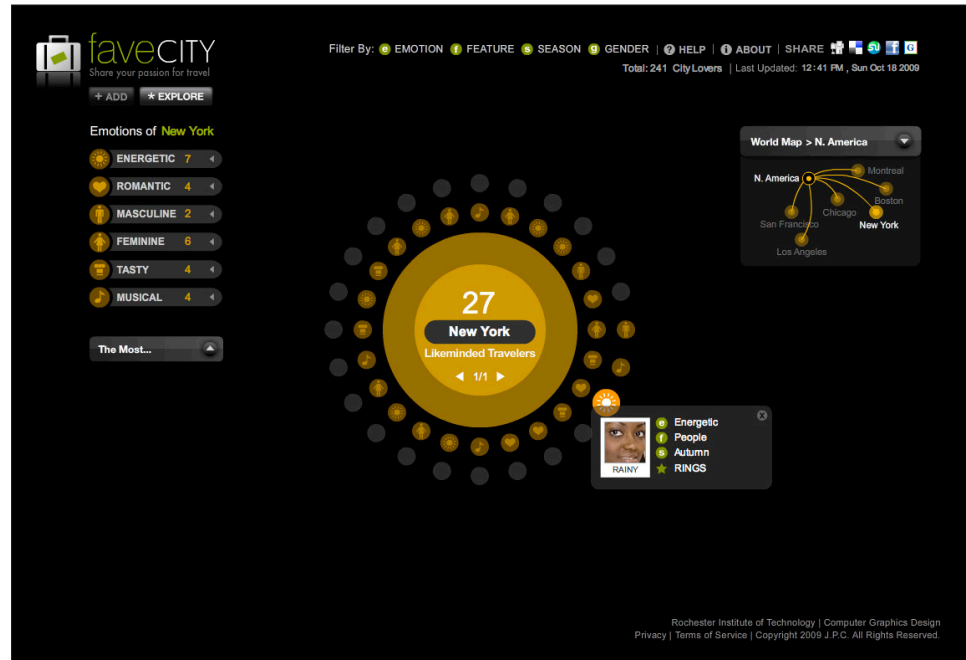 faveCITY
Share your passion for travel
+ ADD
* EXPLORE
Filter By: e EMOTION f FEATURE s SEASON g GENDER | ? HELP | i ABOUT | SHARE
Total: 241 CityLovers | Last Updated: 12:41 PM , Sun Oct 18 2009
Emotions of New York
ENERGETIC 7
ROMANTIC 4
MASCULINE 2
FEMININE 6
TASTY 4
MUSICAL 4
The Most...
27
New York
Likeminded Travelers
1/1
World Map > N. America
N. America
Montreal
Boston
Chicago
San Francisco
New York
Los Angeles
e Energetic
f People
s Autumn
RINGS
RAINY
Rochester Institute of Technology | Computer Graphics Design
Privacy | Terms of Service | Copyright 2009 J.P.C. All Rights Reserved.